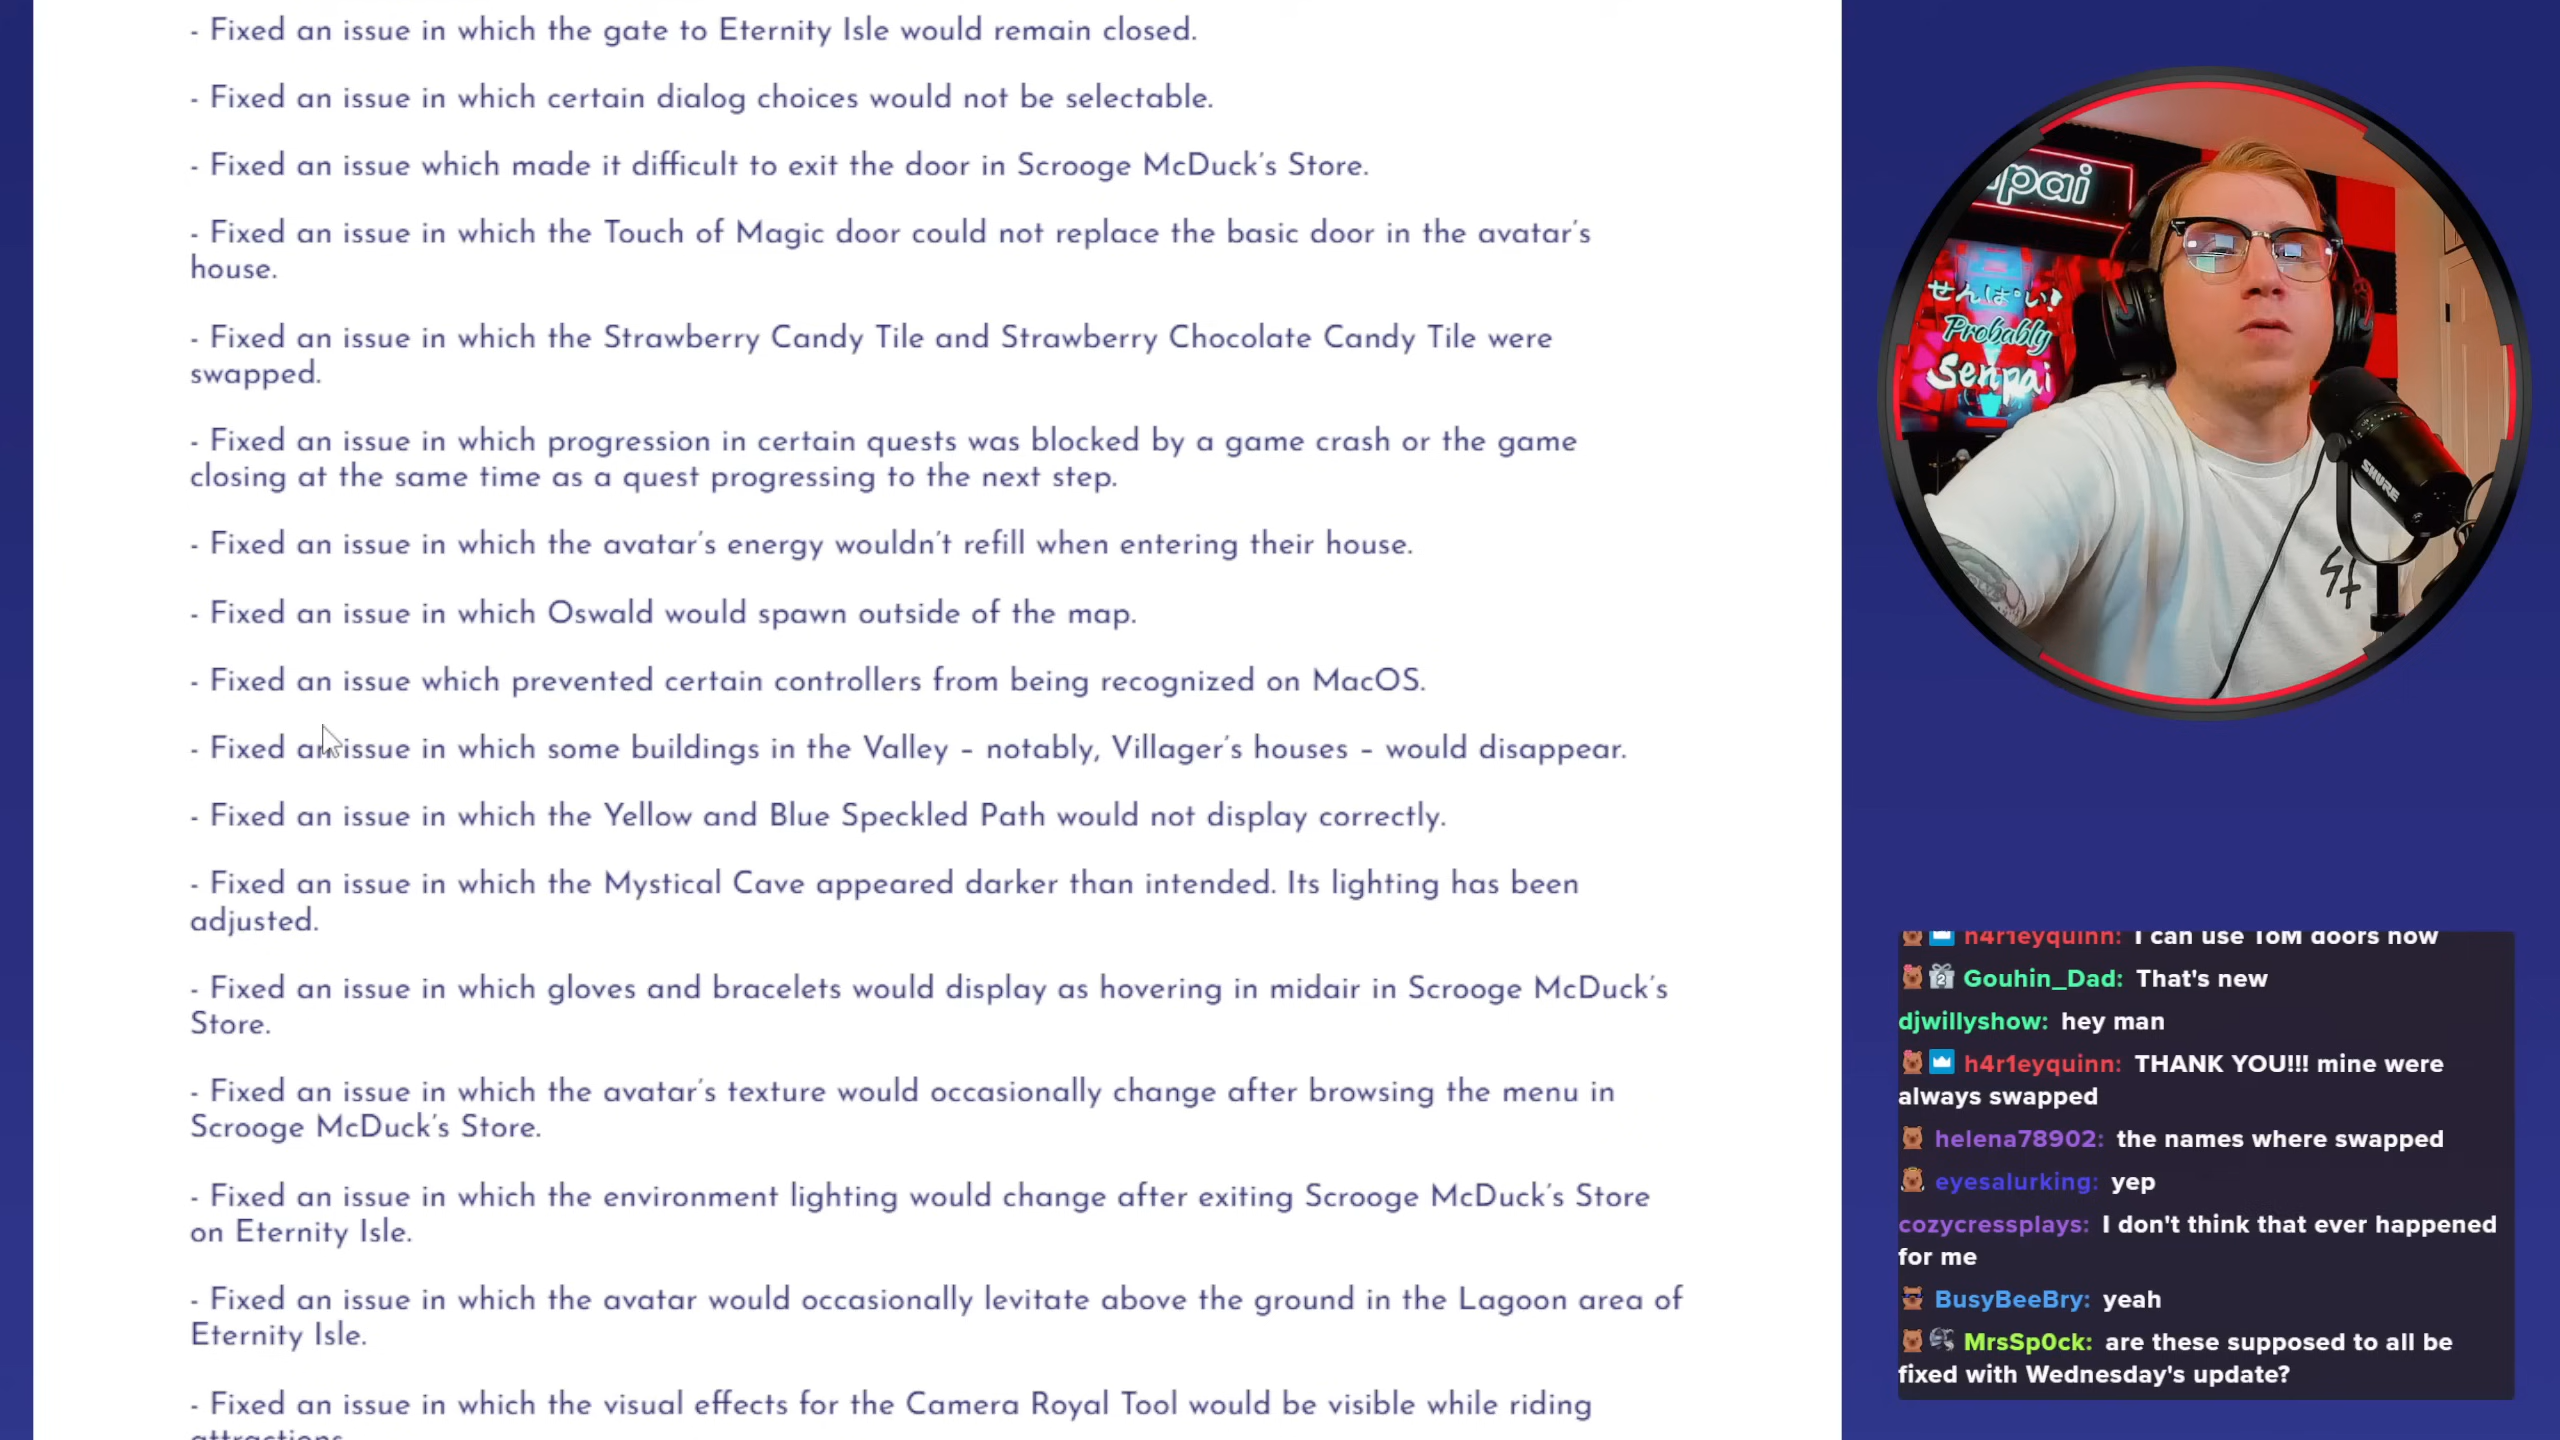 - Fixed an issue in which the gate to Eternity Isle would remain closed.
- Fixed an issue in which certain dialog choices would not be selectable.
- Fixed an issue which made it difficult to exit the door in Scrooge McDuck's Store.
- Fixed an issue in which the Touch of Magic door could not replace the basic door in the avatar's
house.
- Fixed an issue in which the Strawberry Candy Tile and Strawberry Chocolate Candy Tile were
swapped.
- Fixed an issue in which progression in certain quests was blocked by a game crash or the game
closing at the same time as a quest progressing to the next step.
- Fixed an issue in which the avatar's energy wouldn't refill when entering their house.
- Fixed an issue in which Oswald would spawn outside of the map.
- Fixed an issue which prevented certain controllers from being recognized on MacOS.
- Fixed an issue in which some buildings in the Valley – notably, Villager's houses – would disappear.
- Fixed an issue in which the Yellow and Blue Speckled Path would not display correctly.
- Fixed an issue in which the Mystical Cave appeared darker than intended. Its lighting has been
adjusted.
- Fixed an issue in which gloves and bracelets would display as hovering in midair in Scrooge McDuck's
Store.
- Fixed an issue in which the avatar's texture would occasionally change after browsing the menu in
Scrooge McDuck's Store.
- Fixed an issue in which the environment lighting would change after exiting Scrooge McDuck's Store
on Eternity Isle.
- Fixed an issue in which the avatar would occasionally levitate above the ground in the Lagoon area of
Eternity Isle.
- Fixed an issue in which the visual effects for the Camera Royal Tool would be visible while riding
attractions
pai
せんぱい!
Probably
Senpai
SHURE
h4r1eyquinn: I can use ToM doors now
Gouhin_Dad: That's new
djwillyshow: hey man
h4r1eyquinn: THANK YOU!!! mine were
always swapped
helena78902: the names where swapped
eyesalurking: yep
cozycressplays: I don't think that ever happened
for me
BusyBeeBry: yeah
MrsSp0ck: are these supposed to all be
fixed with Wednesday's update?